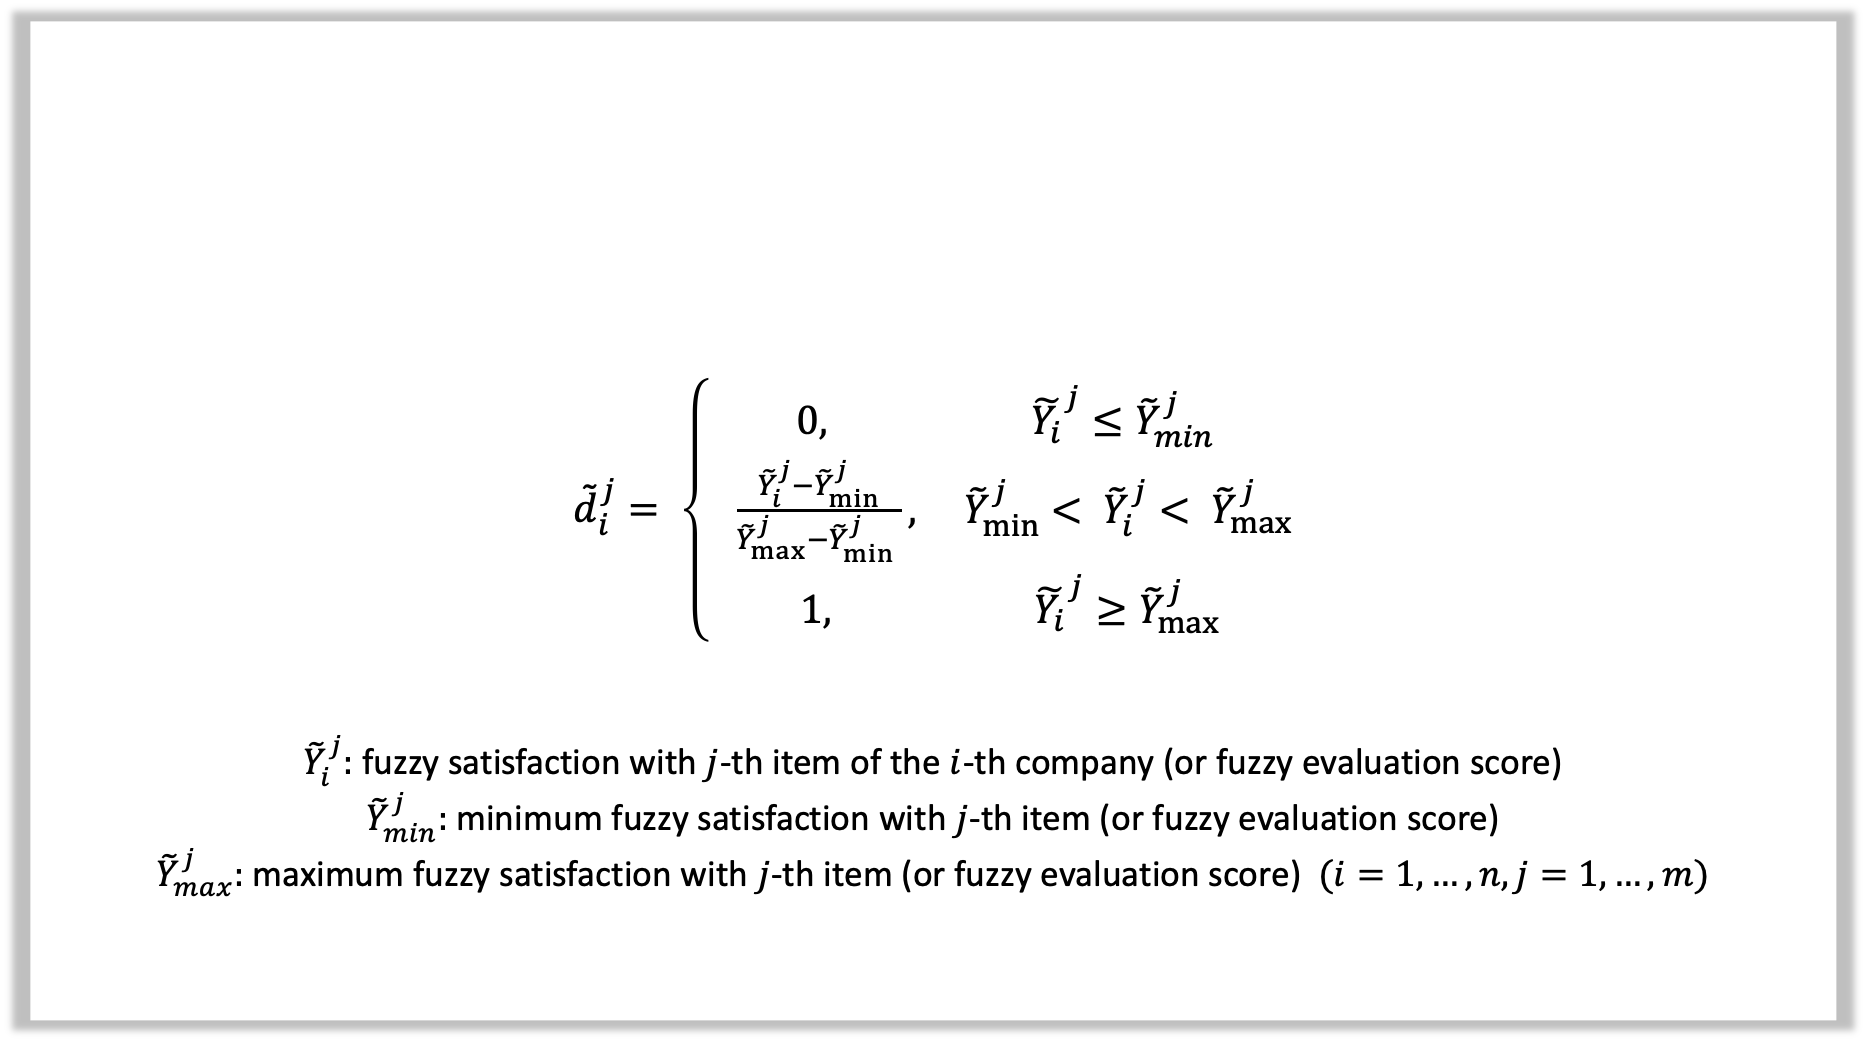 0, Ỹᵢʲ ≤ Ỹʲₘᵢₙ
d̃ᵢʲ = { (Ỹᵢʲ−Ỹʲmin)/(Ỹʲmax−Ỹʲmin), Ỹʲmin < Ỹᵢʲ < Ỹʲmax
1, Ỹᵢʲ ≥ Ỹʲmax
Ỹᵢʲ: fuzzy satisfaction with j-th item of the i-th company (or fuzzy evaluation score)
Ỹʲmin: minimum fuzzy satisfaction with j-th item (or fuzzy evaluation score)
Ỹʲmax: maximum fuzzy satisfaction with j-th item (or fuzzy evaluation score) (i = 1, … , n, j = 1, … , m)